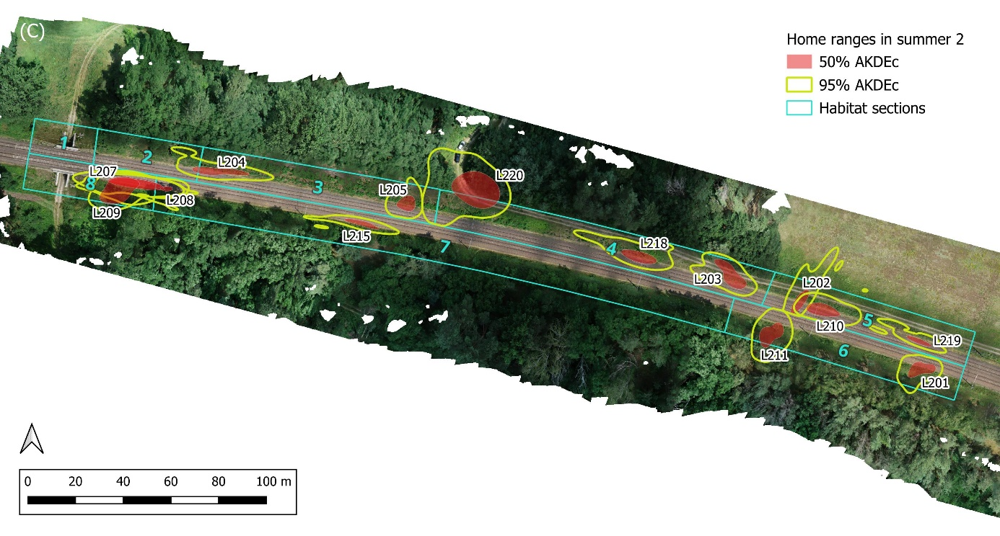 (C)
Home ranges in summer 2
50% AKDEc
95% AKDEc
Habitat sections
1
2
L204
L207
8
L208
L209
3
L205
L220
L215
7
4
L218
L203
L202
L210
5
L219
L211
6
L201
0 20 40 60 80 100 m